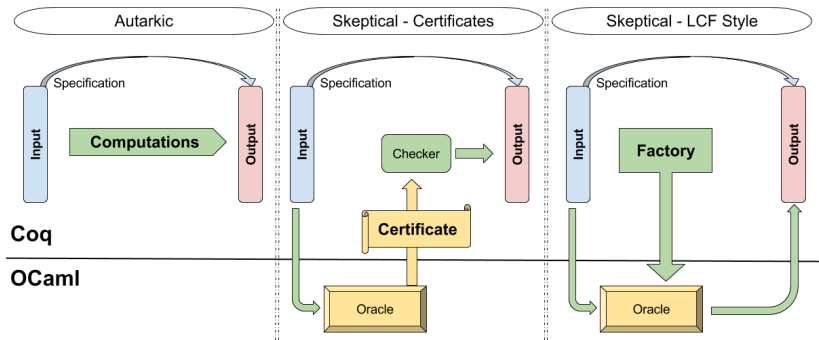 Autarkic
Skeptical - Certificates
Skeptical - LCF Style
Specification
Input
Computations
Output
Specification
Input
Checker
Output
Certificate
Oracle
Specification
Input
Factory
Output
Oracle
Coq
OCaml